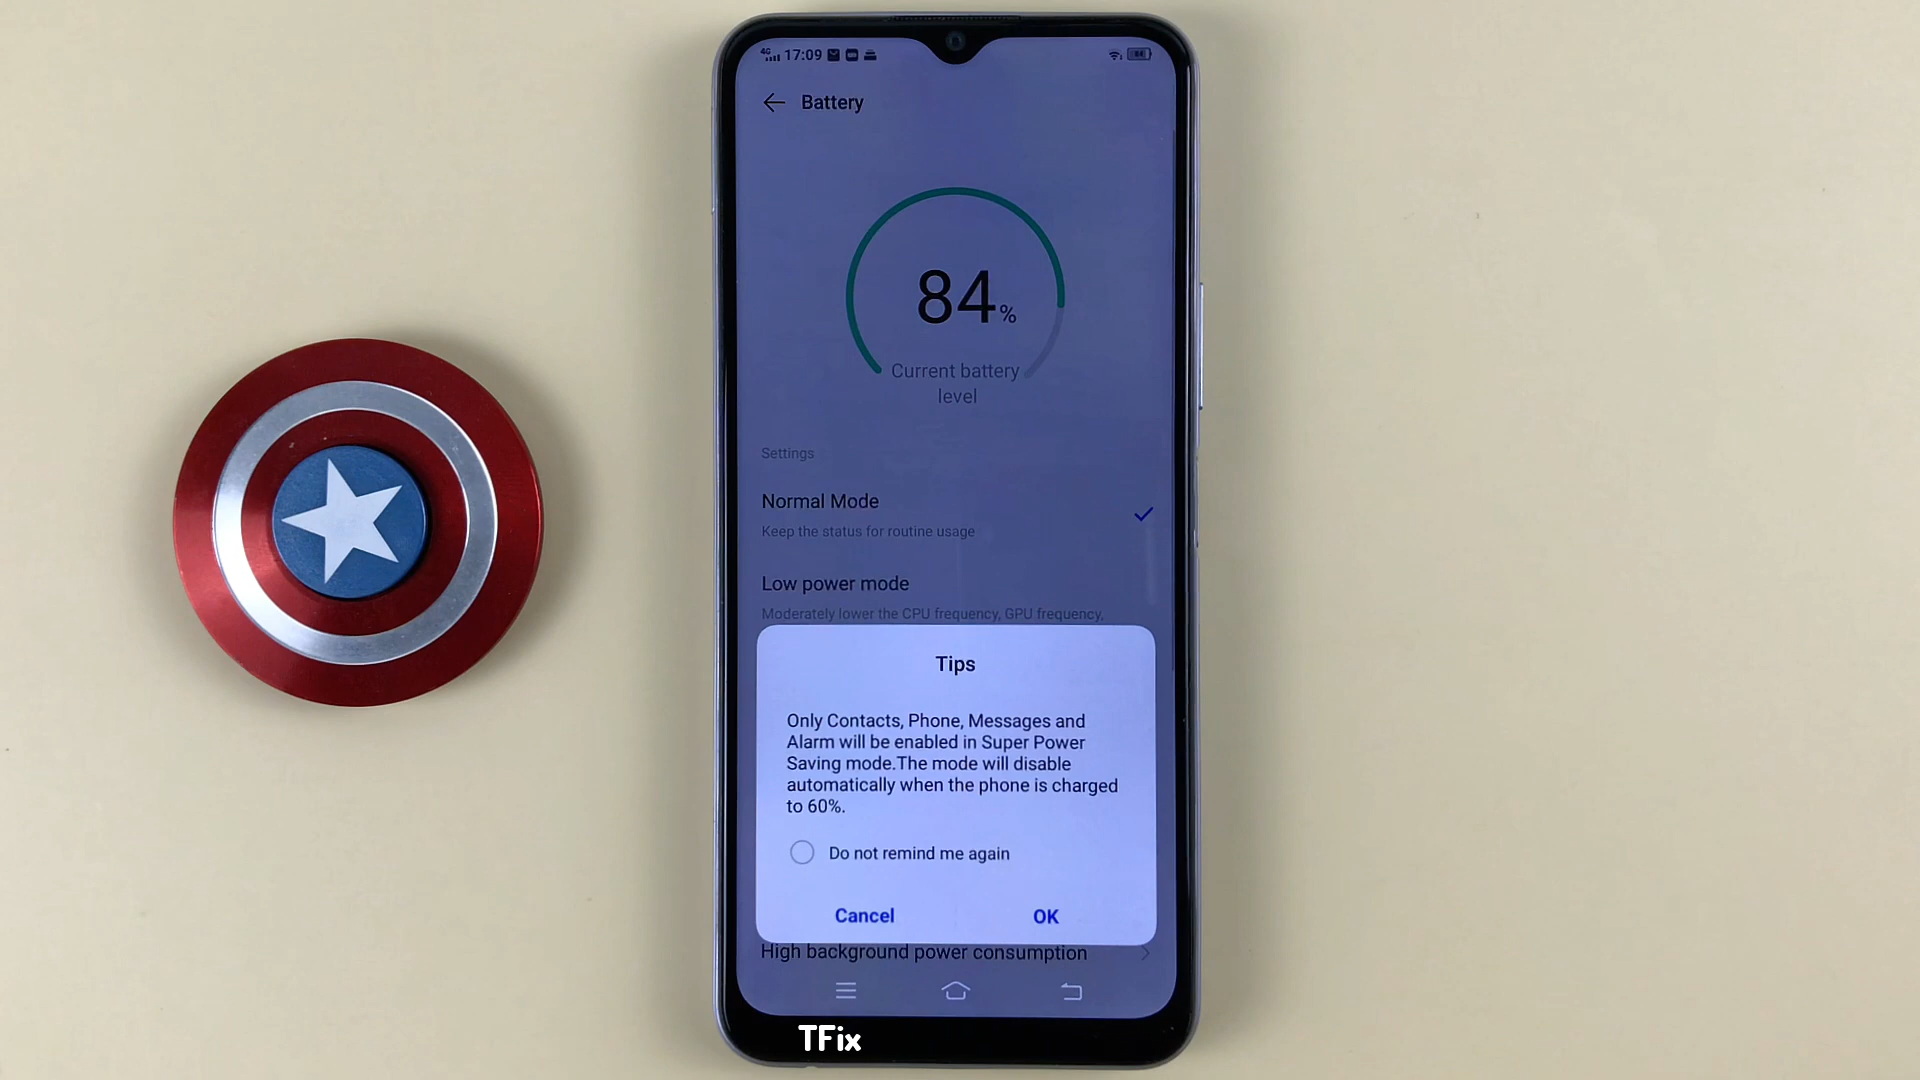 4G 17:09 84
Battery
84%
Current battery
level
Settings
Normal Mode
Keep the status for routine usage
Low power mode
Moderately lower the CPU frequency, GPU frequency,
Tips
Only Contacts, Phone, Messages and
Alarm will be enabled in Super Power
Saving mode.The mode will disable
automatically when the phone is charged
to 60%.
Do not remind me again
Cancel OK
High background power consumption
TFix